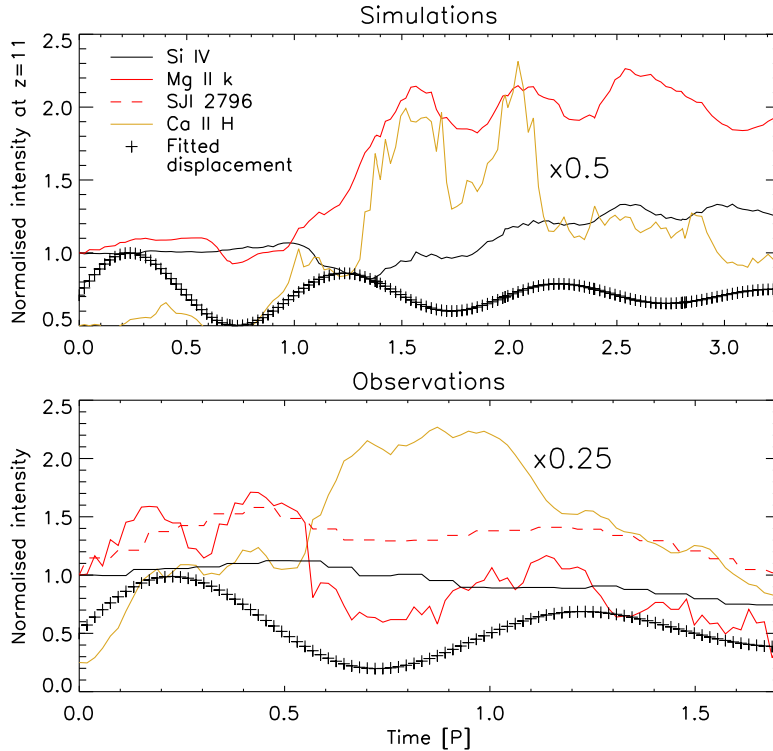 Simulations
Normalised intensity at z=11
2.5
2.0
1.5
1.0
0.5
Si IV
Mg II k
SJI 2796
Ca II H
Fitted
displacement
x0.5
0.0 0.5 1.0 1.5 2.0 2.5 3.0
Observations
Normalised intensity
2.5
2.0
1.5
1.0
0.5
0.0
x0.25
0.0 0.5 1.0 1.5
Time [P]